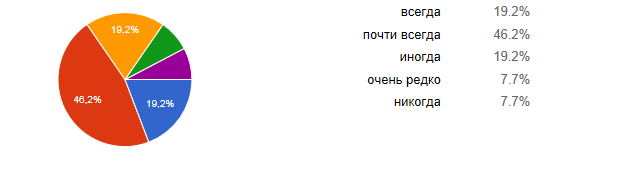 19,2%
46,2%
19,2%
всегда 19.2%
почти всегда 46.2%
иногда 19.2%
очень редко 7.7%
никогда 7.7%